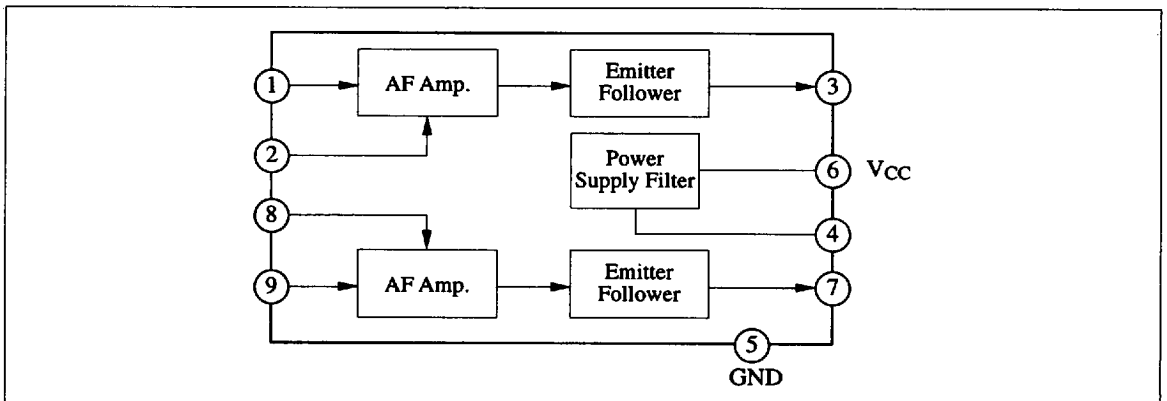 1
AF Amp.
Emitter
Follower
3
2
Power
Supply Filter
6
VCC
8
4
9
AF Amp.
Emitter
Follower
7
5
GND